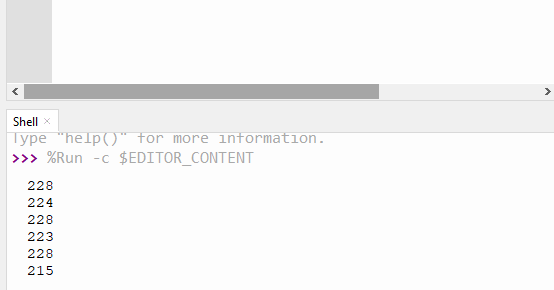 Shell
Type "help()" for more information.
>>> %Run -c $EDITOR_CONTENT
228
224
228
223
228
215